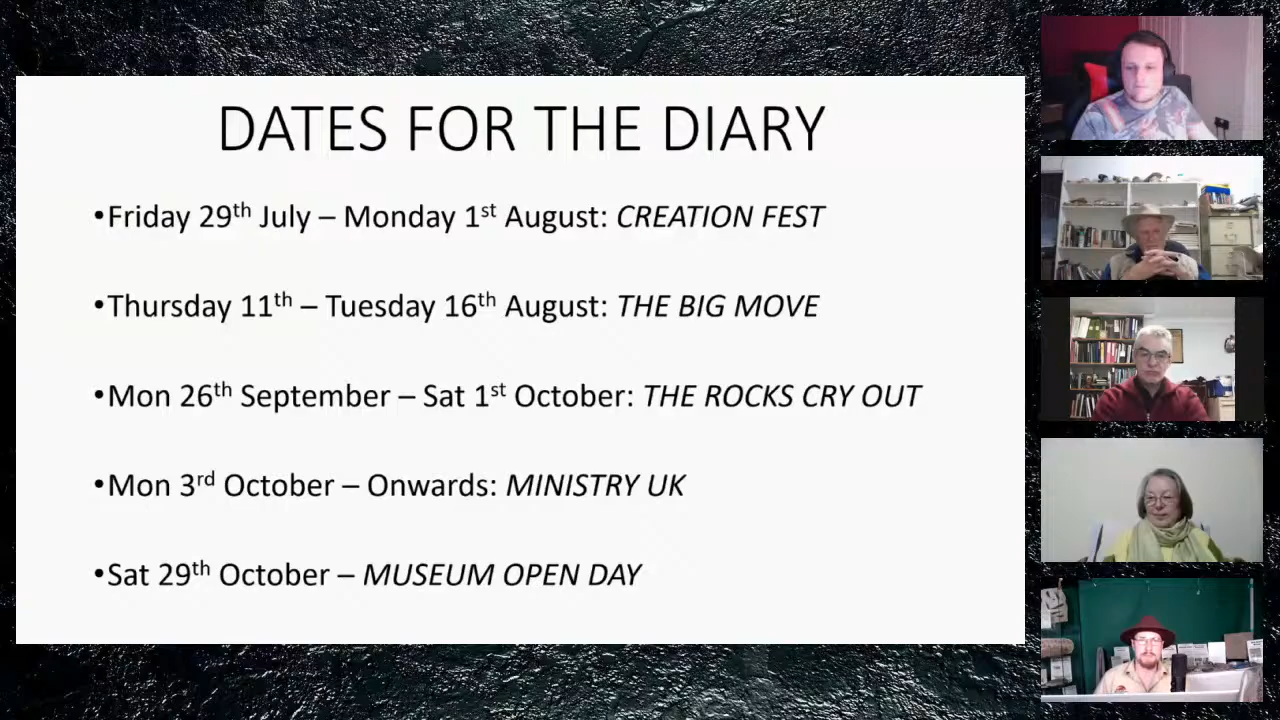 DATES FOR THE DIARY
•Friday 29th July – Monday 1st August: CREATION FEST
•Thursday 11th – Tuesday 16th August: THE BIG MOVE
•Mon 26th September – Sat 1st October: THE ROCKS CRY OUT
•Mon 3rd October – Onwards: MINISTRY UK
•Sat 29th October – MUSEUM OPEN DAY